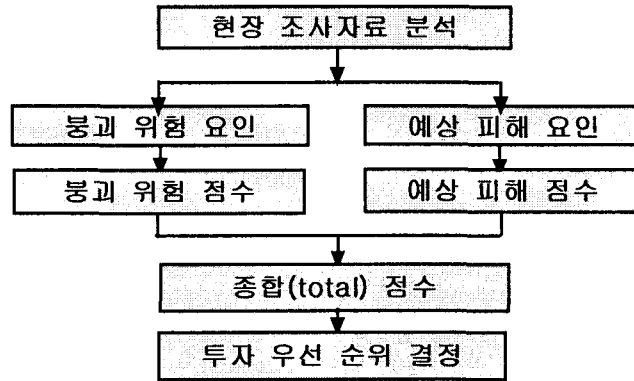 현장 조사자료 분석
붕괴 위험 요인
예상 피해 요인
붕괴 위험 점수
예상 피해 점수
종합(total) 점수
투자 우선 순위 결정